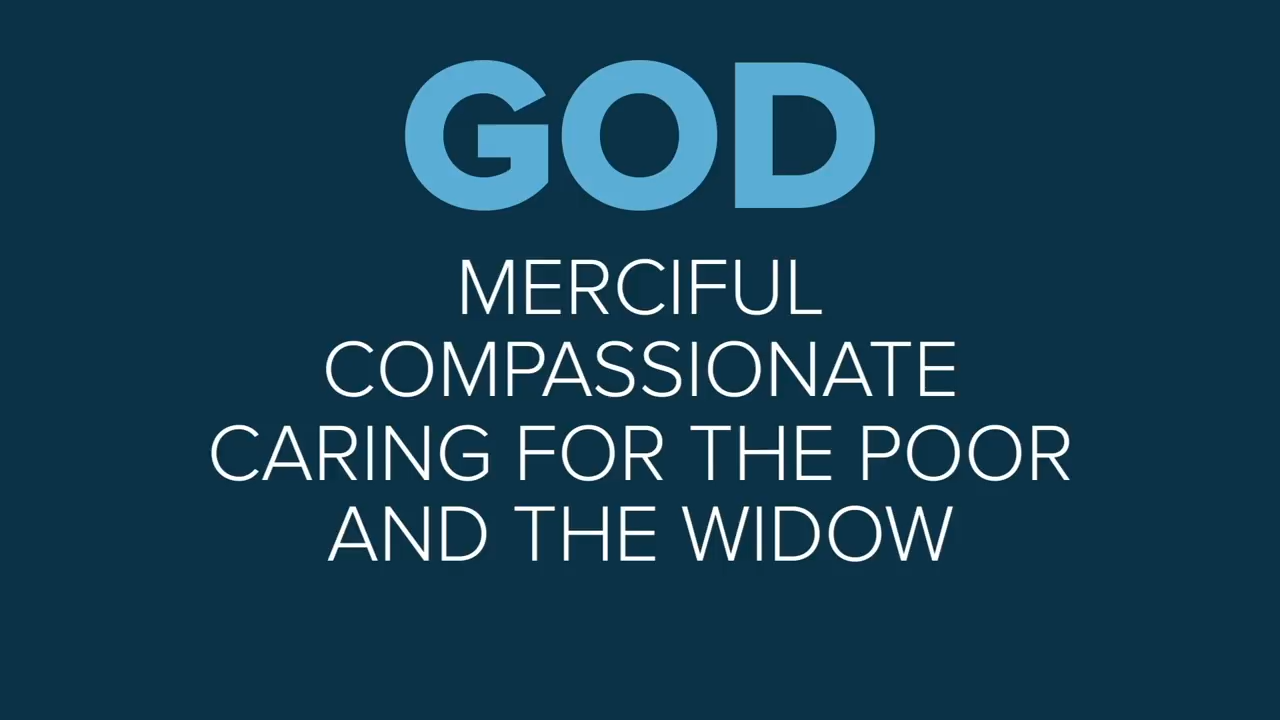 GOD
MERCIFUL
COMPASSIONATE
CARING FOR THE POOR
AND THE WIDOW